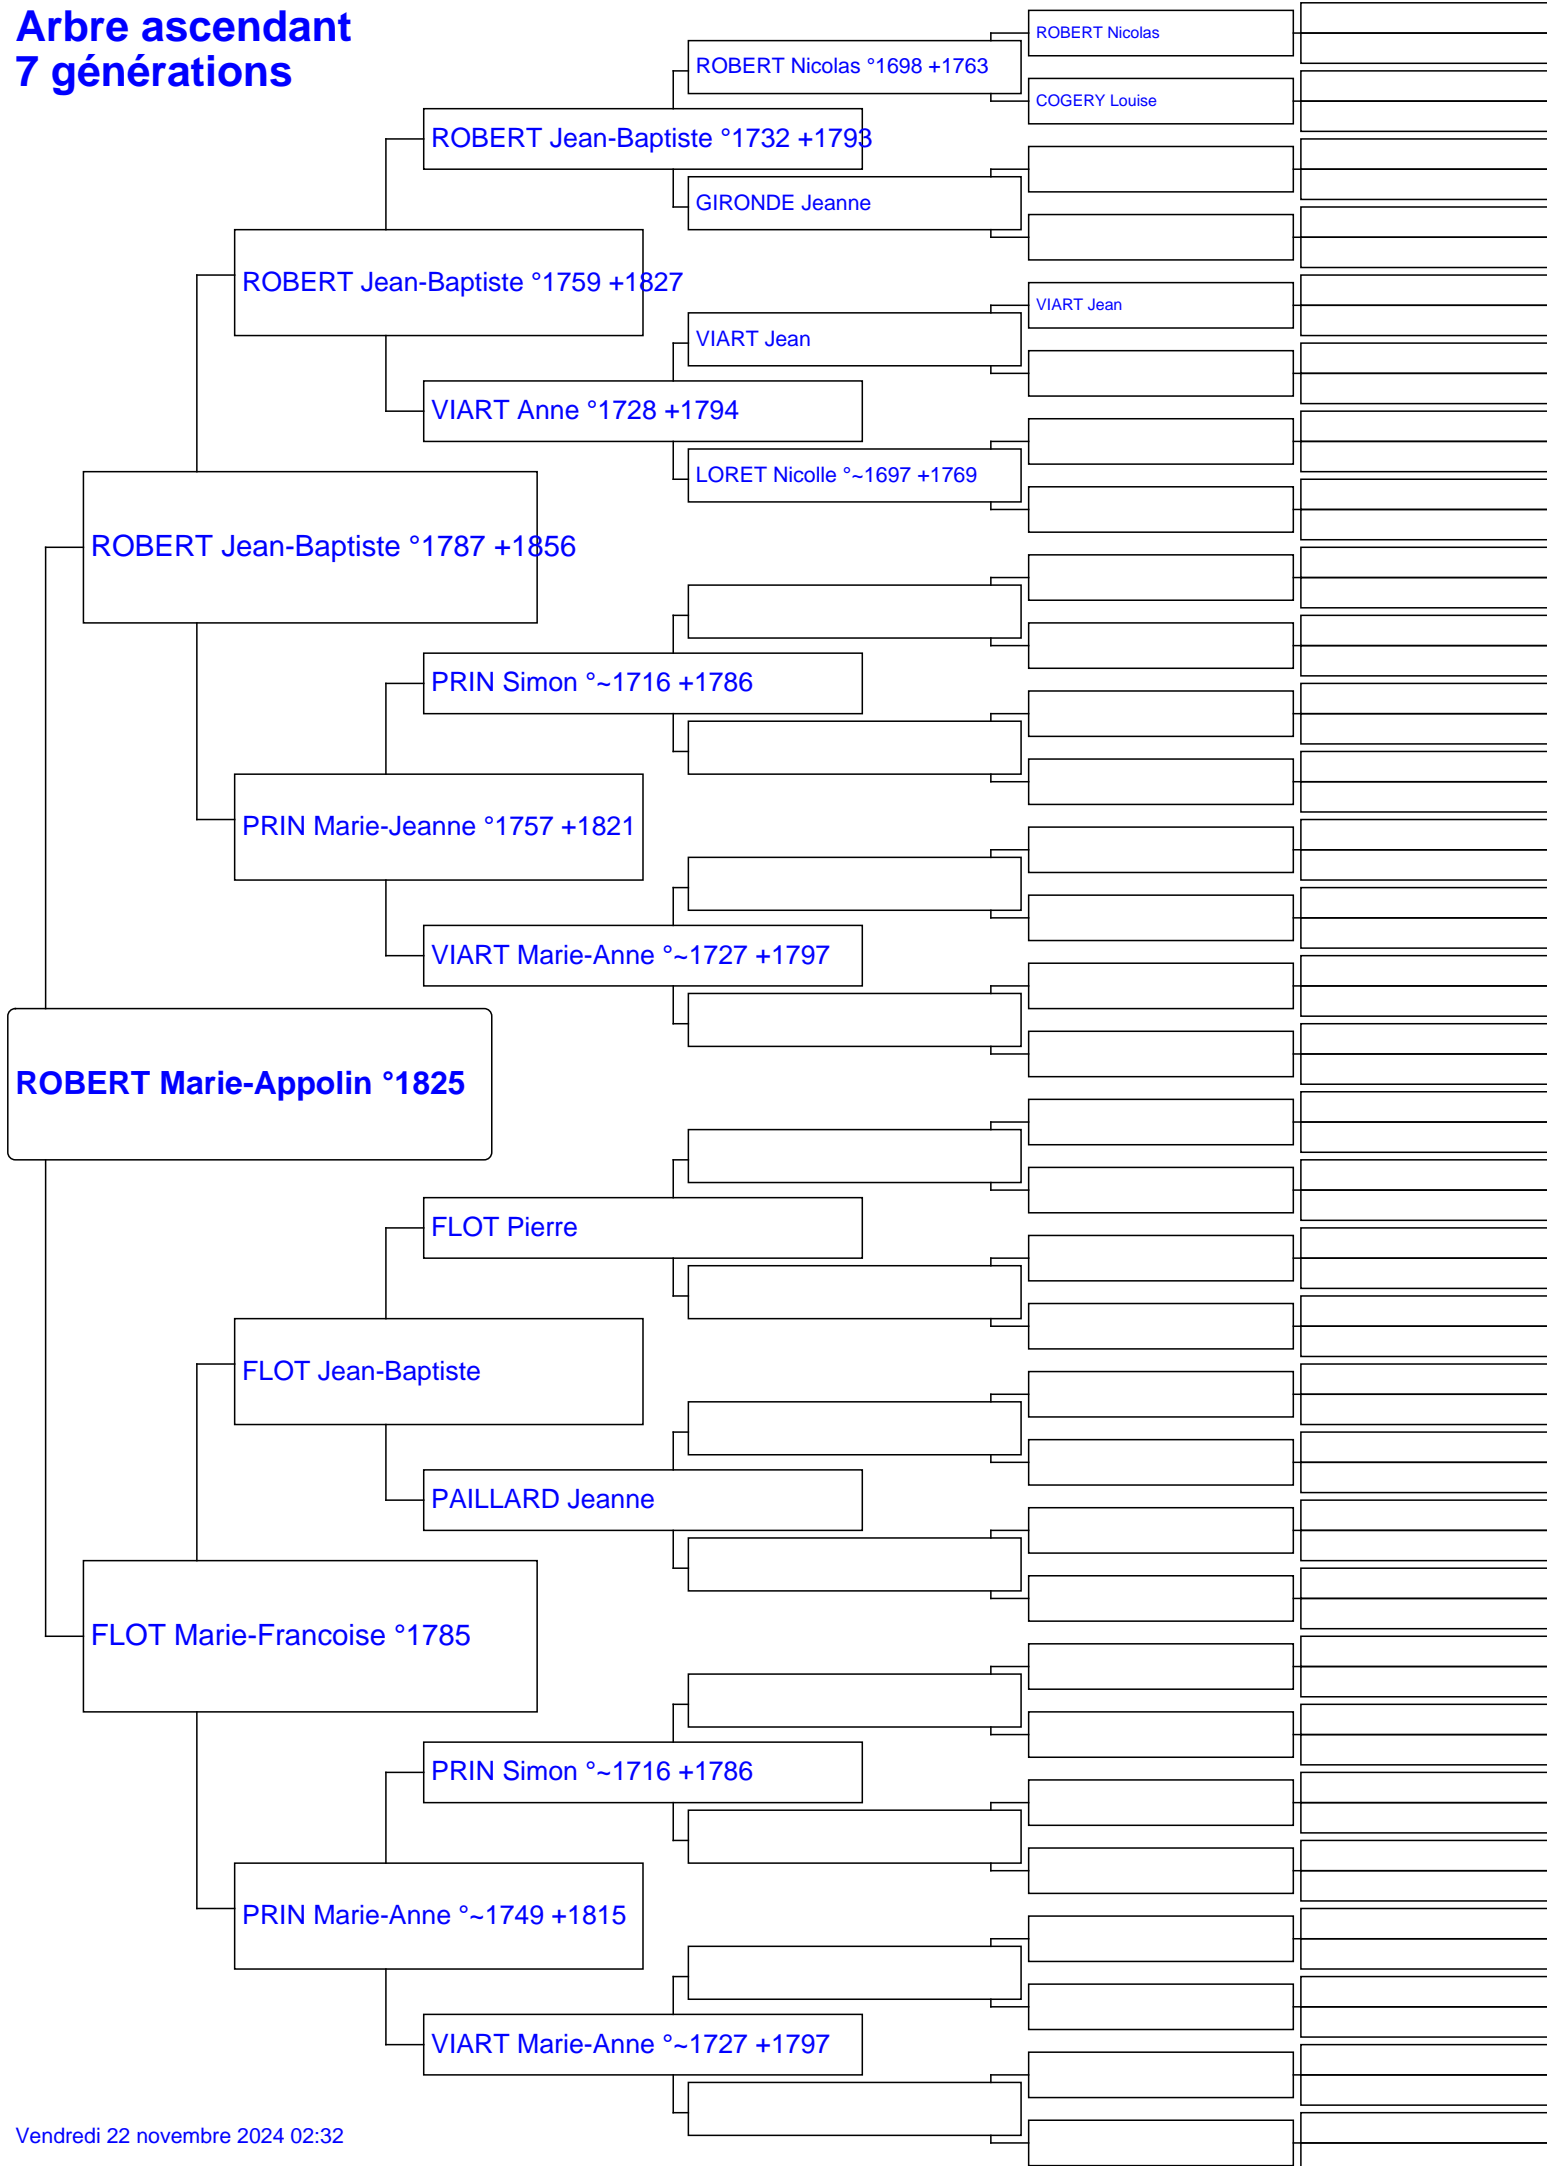 Arbre ascendant
7 générations
ROBERT Nicolas
ROBERT Nicolas °1698 +1763
COGERY Louise
ROBERT Jean-Baptiste °1732 +1793
GIRONDE Jeanne
ROBERT Jean-Baptiste °1759 +1827
VIART Jean
VIART Jean
VIART Anne °1728 +1794
LORET Nicolle °~1697 +1769
ROBERT Jean-Baptiste °1787 +1856
PRIN Simon °~1716 +1786
PRIN Marie-Jeanne °1757 +1821
VIART Marie-Anne °~1727 +1797
ROBERT Marie-Appolin °1825
FLOT Pierre
FLOT Jean-Baptiste
PAILLARD Jeanne
FLOT Marie-Francoise °1785
PRIN Simon °~1716 +1786
PRIN Marie-Anne °~1749 +1815
VIART Marie-Anne °~1727 +1797
Vendredi 22 novembre 2024 02:32